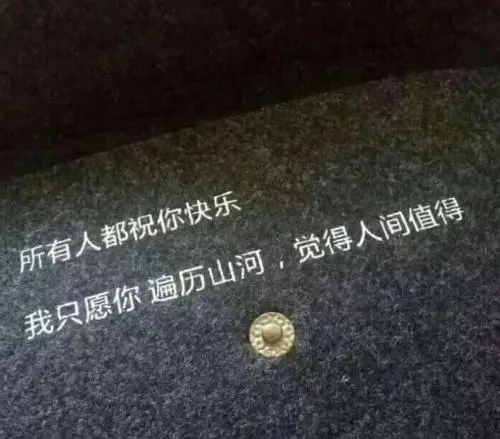 所有人都祝你快乐
我只愿你 遍历山河，觉得人间值得